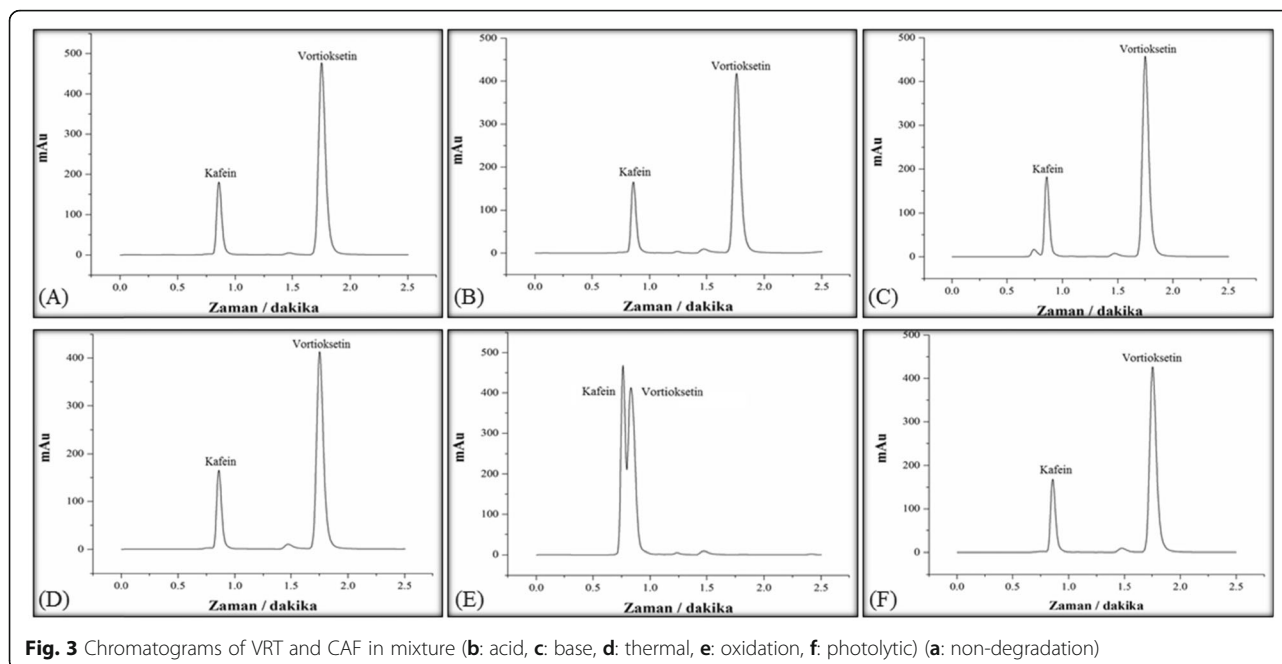 Vortioksetin
500
400
300
200
100
0
mAu
Kafein
0.0 0.5 1.0 1.5 2.0 2.5
Zaman / dakika
(A)
Vortioksetin
500
400
300
200
100
0
mAu
Kafein
0.0 0.5 1.0 1.5 2.0 2.5
Zaman / dakika
(B)
Vortioksetin
500
400
300
200
100
0
mAu
Kafein
0.0 0.5 1.0 1.5 2.0 2.5
Zaman / dakika
(C)
Vortioksetin
400
300
200
100
0
mAu
Kafein
0.0 0.5 1.0 1.5 2.0 2.5
Zaman / dakika
(D)
500
400
300
200
100
0
mAu
Kafein Vortioksetin
0.0 0.5 1.0 1.5 2.0 2.5
Zaman / dakika
(E)
Vortioksetin
500
400
300
200
100
0
mAu
Kafein
0.0 0.5 1.0 1.5 2.0 2.5
Zaman / dakika
(F)
Fig. 3 Chromatograms of VRT and CAF in mixture (b: acid, c: base, d: thermal, e: oxidation, f: photolytic) (a: non-degradation)